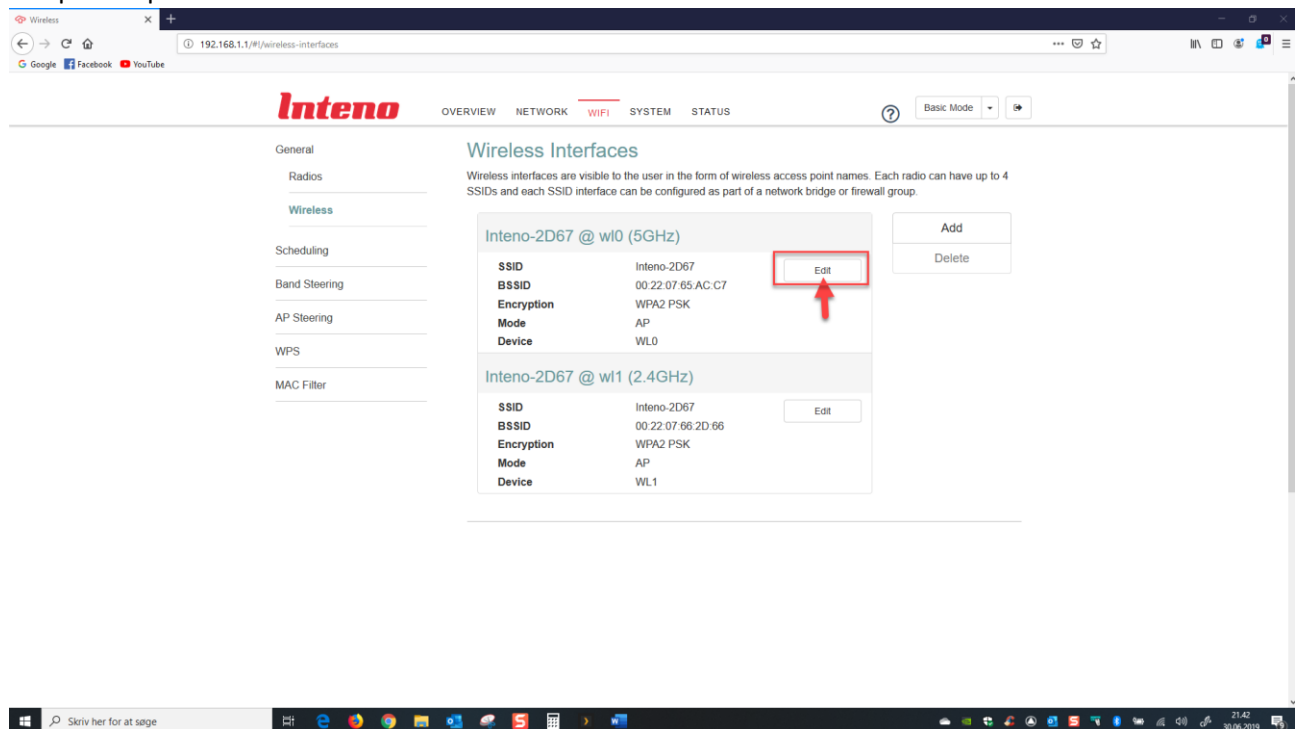 Wireless
192.168.1.1/#!/wireless-interfaces
Google Facebook YouTube
Inteno
OVERVIEW NETWORK WIFI SYSTEM STATUS
? Basic Mode
General
Radios
Wireless
Scheduling
Band Steering
AP Steering
WPS
MAC Filter
Wireless Interfaces
Wireless interfaces are visible to the user in the form of wireless access point names. Each radio can have up to 4
SSIDs and each SSID interface can be configured as part of a network bridge or firewall group.
Inteno-2D67 @ wl0 (5GHz)
SSID Inteno-2D67
BSSID 00:22:07:65:AC:C7
Encryption WPA2 PSK
Mode AP
Device WL0
Edit
Inteno-2D67 @ wl1 (2.4GHz)
SSID Inteno-2D67
BSSID 00:22:07:66:2D:66
Encryption WPA2 PSK
Mode AP
Device WL1
Edit
Add
Delete
Skriv her for at søge
21.42
30.06.2019